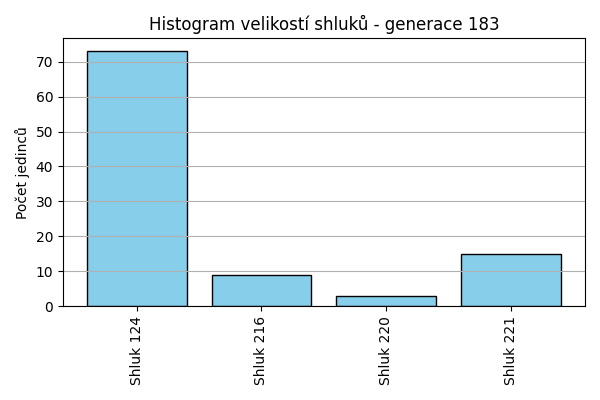 Histogram velikostí shluků - generace 183
Počet jedinců
70
60
50
40
30
20
10
0
Shluk 124
Shluk 216
Shluk 220
Shluk 221